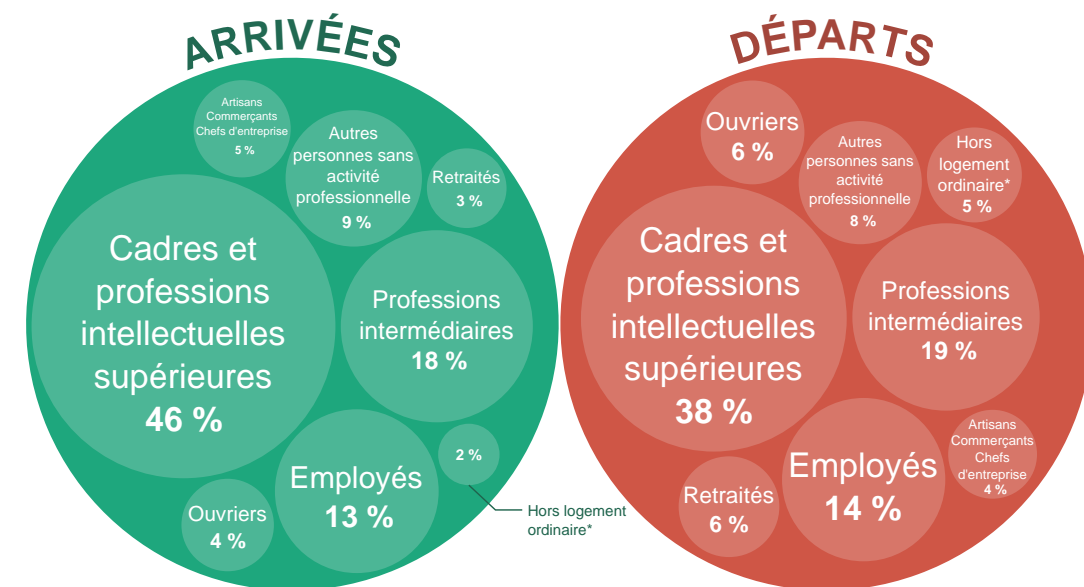 ARRIVÉES
Artisans
Commerçants
Chefs d'entreprise
5 %
Autres
personnes sans
activité
professionnelle
9 %
Retraités
3 %
Cadres et
professions
intellectuelles
supérieures
46 %
Professions
intermédiaires
18 %
2 %
Hors logement
ordinaire*
Employés
13 %
Ouvriers
4 %
DÉPARTS
Ouvriers
6 %
Autres
personnes sans
activité
professionnelle
8 %
Hors
logement
ordinaire*
5 %
Cadres et
professions
intellectuelles
supérieures
38 %
Professions
intermédiaires
19 %
Artisans
Commerçants
Chefs
d'entreprise
4 %
Employés
14 %
Retraités
6 %